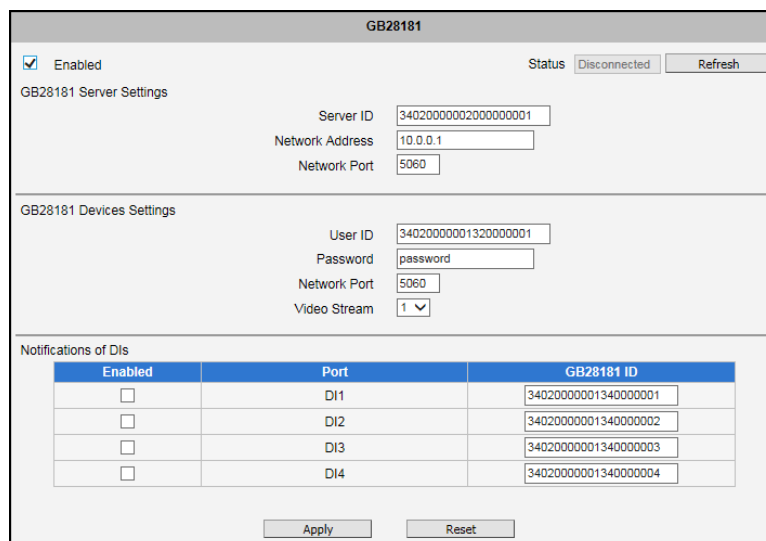 GB28181
Enabled Status Disconnected Refresh
GB28181 Server Settings
Server ID 34020000002000000001
Network Address 10.0.0.1
Network Port 5060
GB28181 Devices Settings
User ID 34020000001320000001
Password password
Network Port 5060
Video Stream 1
Notifications of DIs
Enabled Port GB28181 ID
DI1 34020000001340000001
DI2 34020000001340000002
DI3 34020000001340000003
DI4 34020000001340000004
Apply Reset